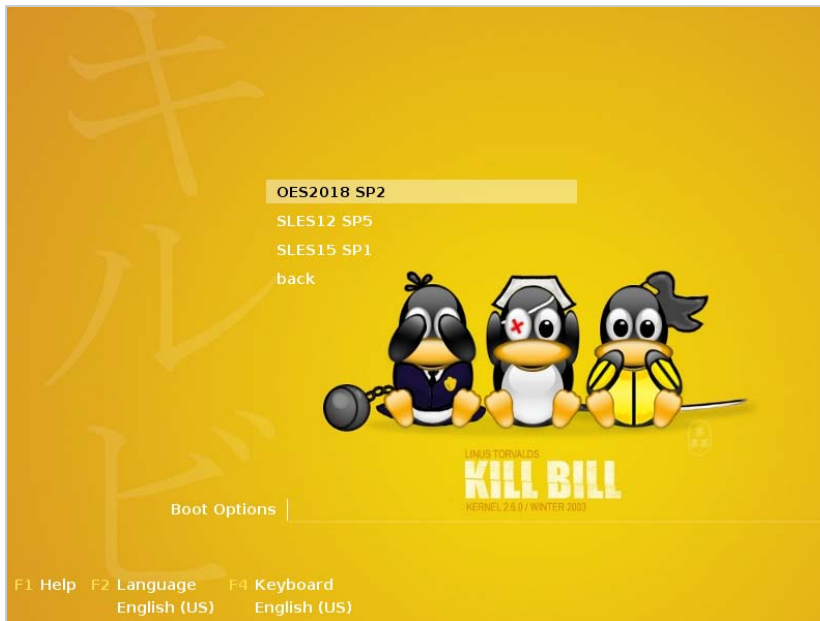 キルビ
OES2018 SP2
SLES12 SP5
SLES15 SP1
back
LINUS TORVALDS
KILL BILL
KERNEL 2.6.0 / WINTER 2003
Boot Options
F1 Help F2 Language F4 Keyboard
English (US) English (US)